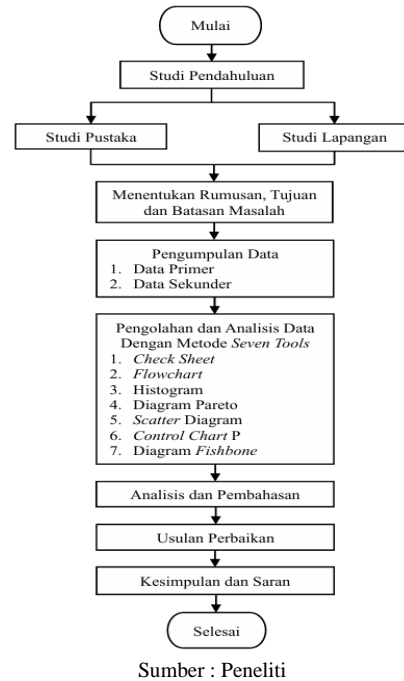 Mulai
Studi Pendahuluan
Studi Pustaka
Studi Lapangan
Menentukan Rumusan, Tujuan
dan Batasan Masalah
Pengumpulan Data
1. Data Primer
2. Data Sekunder
Pengolahan dan Analisis Data
Dengan Metode Seven Tools
1. Check Sheet
2. Flowchart
3. Histogram
4. Diagram Pareto
5. Scatter Diagram
6. Control Chart P
7. Diagram Fishbone
Analisis dan Pembahasan
Usulan Perbaikan
Kesimpulan dan Saran
Selesai
Sumber : Peneliti